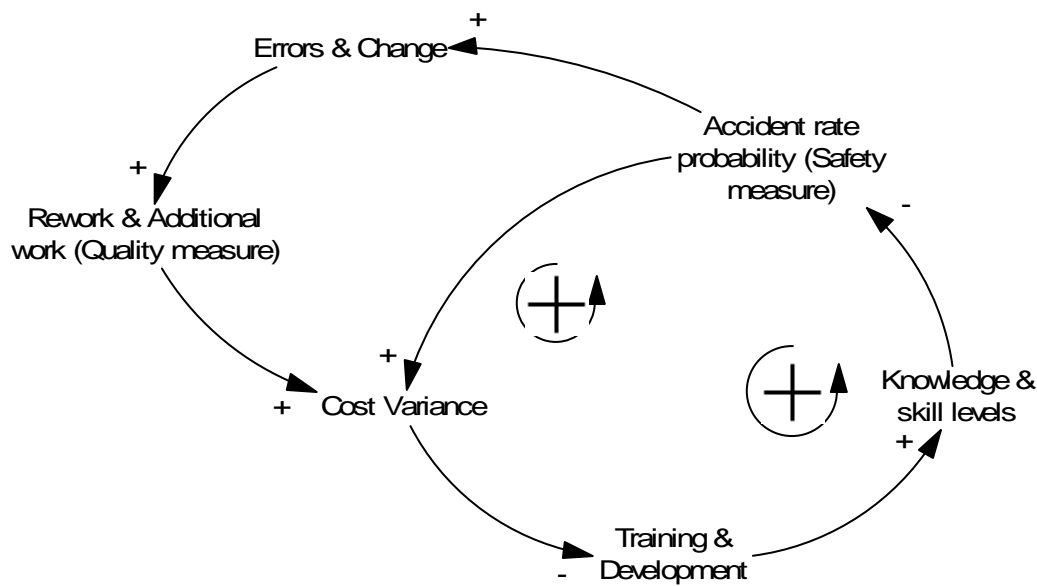 +
Errors & Change
Accident rate
probability (Safety
measure)
+
-
Rework & Additional
work (Quality measure)
+
+
Knowledge &
skill levels
+
+
Cost Variance
+
Training &
Development
-